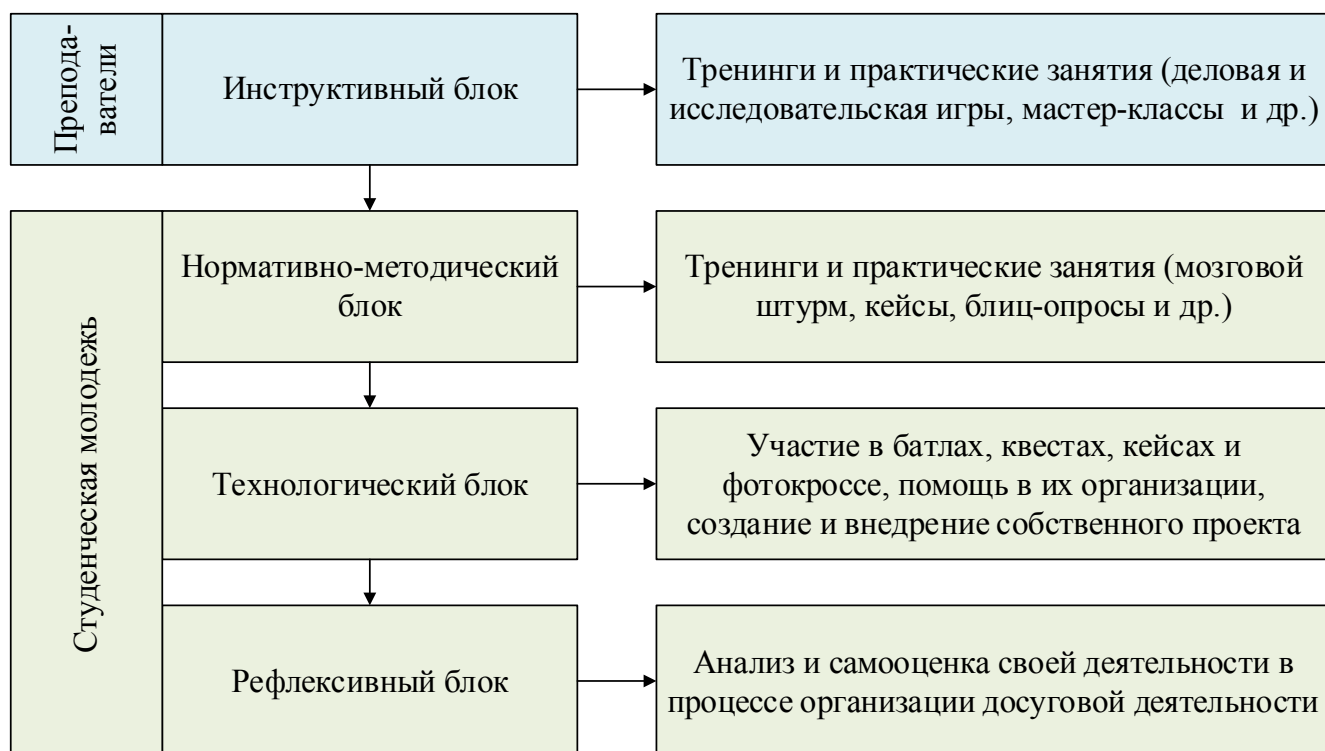 Препода-
ватели
Инструктивный блок
Тренинги и практические занятия (деловая и
исследовательская игры, мастер-классы  и др.)
Студенческая молодежь
Нормативно-методический
блок
Тренинги и практические занятия (мозговой
штурм, кейсы, блиц-опросы и др.)
Технологический блок
Участие в батлах, квестах, кейсах и
фотокроссе, помощь в их организации,
создание и внедрение собственного проекта
Рефлексивный блок
Анализ и самооценка своей деятельности в
процессе организации досуговой деятельности